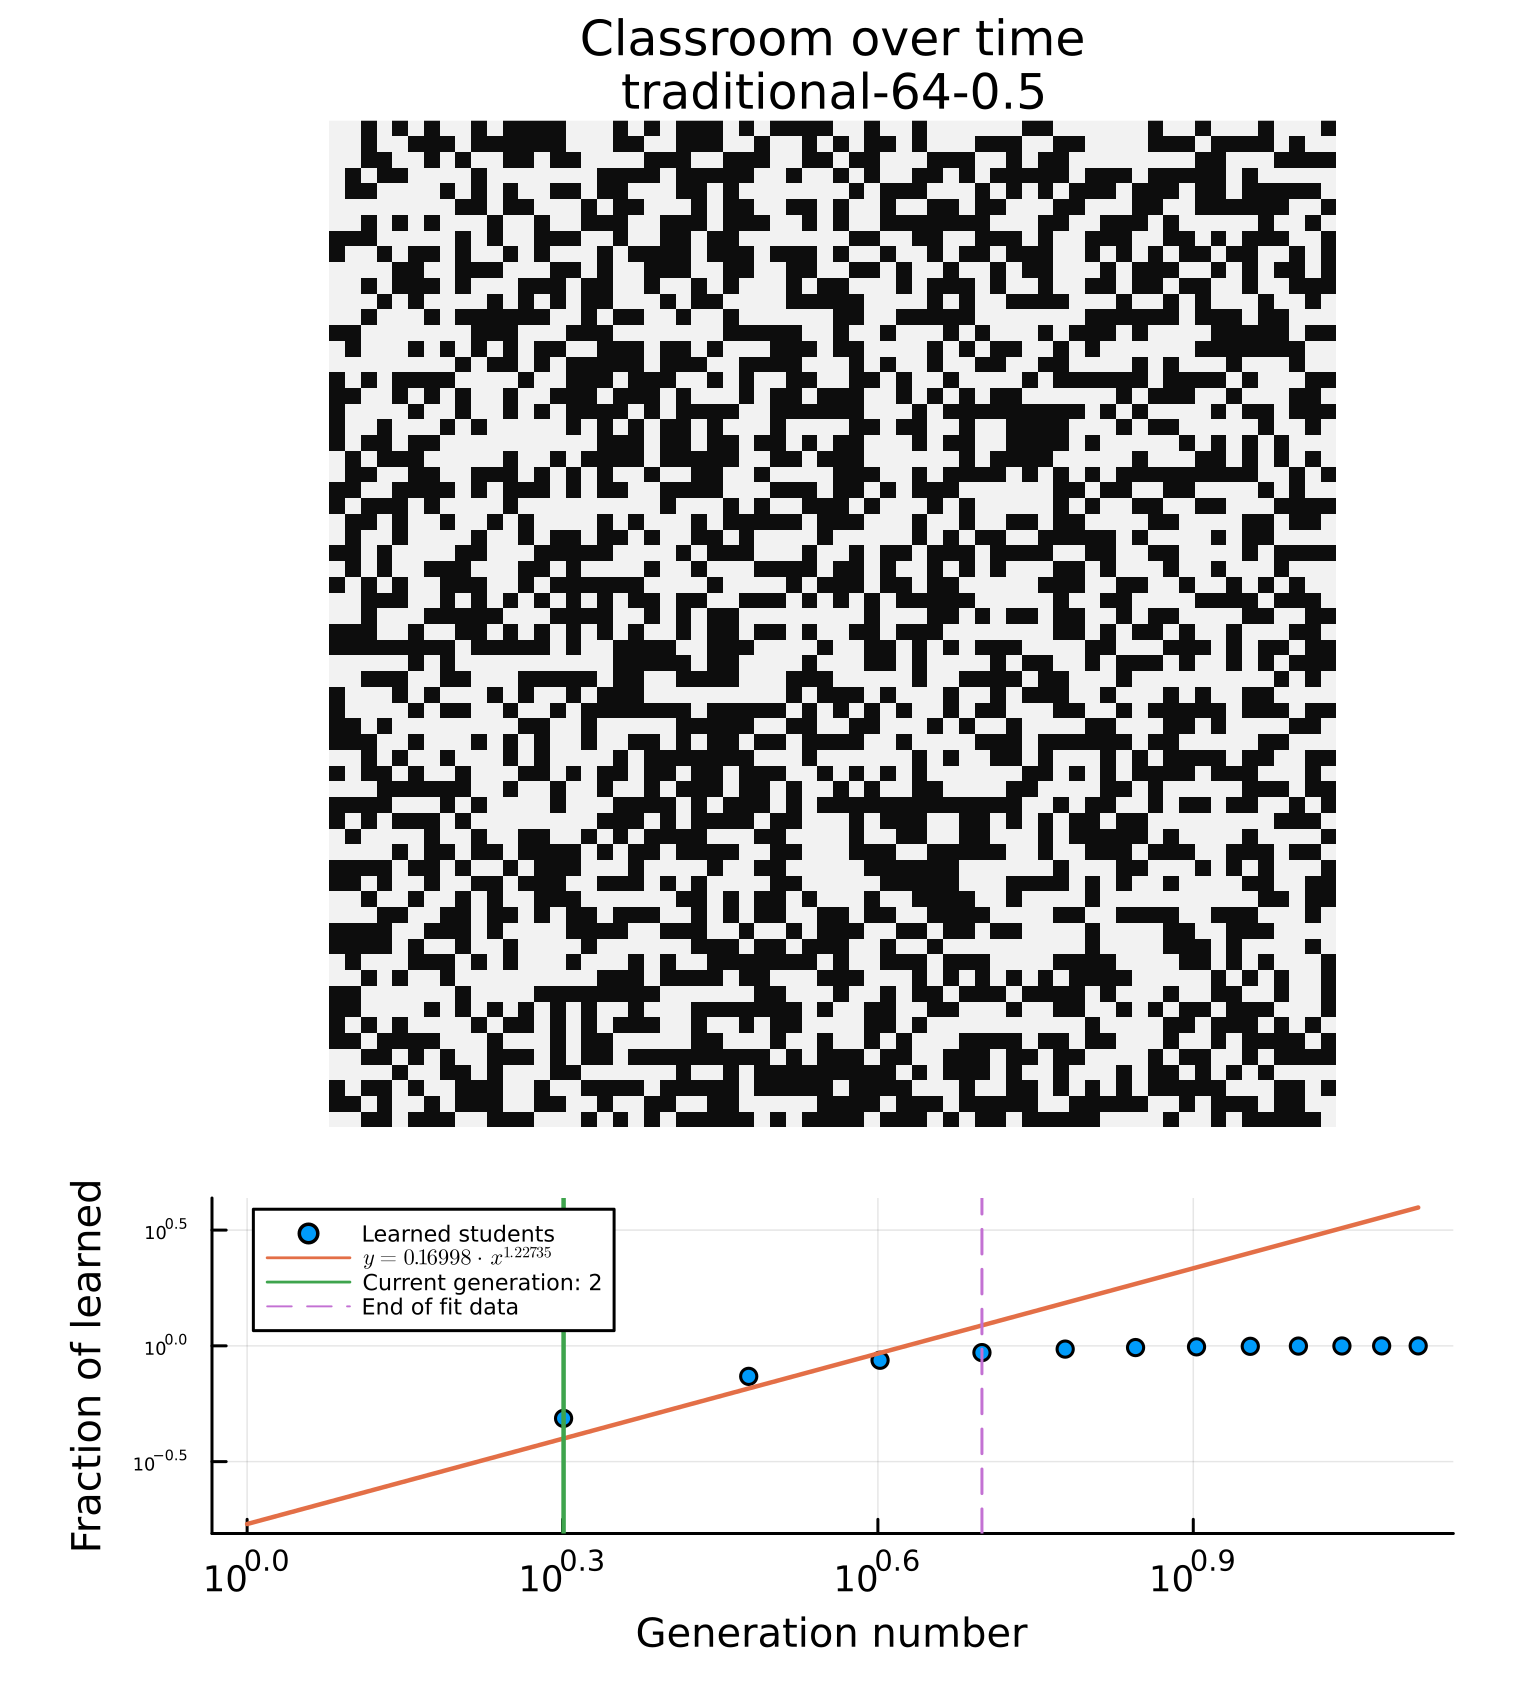 Classroom over time
traditional-64-0.5
Fraction of learned
10^0.5
10^0.0
10^−0.5
Learned students
y = 0.16998 · x^1.22735
Current generation: 2
End of fit data
10^0.0 10^0.3 10^0.6 10^0.9
Generation number